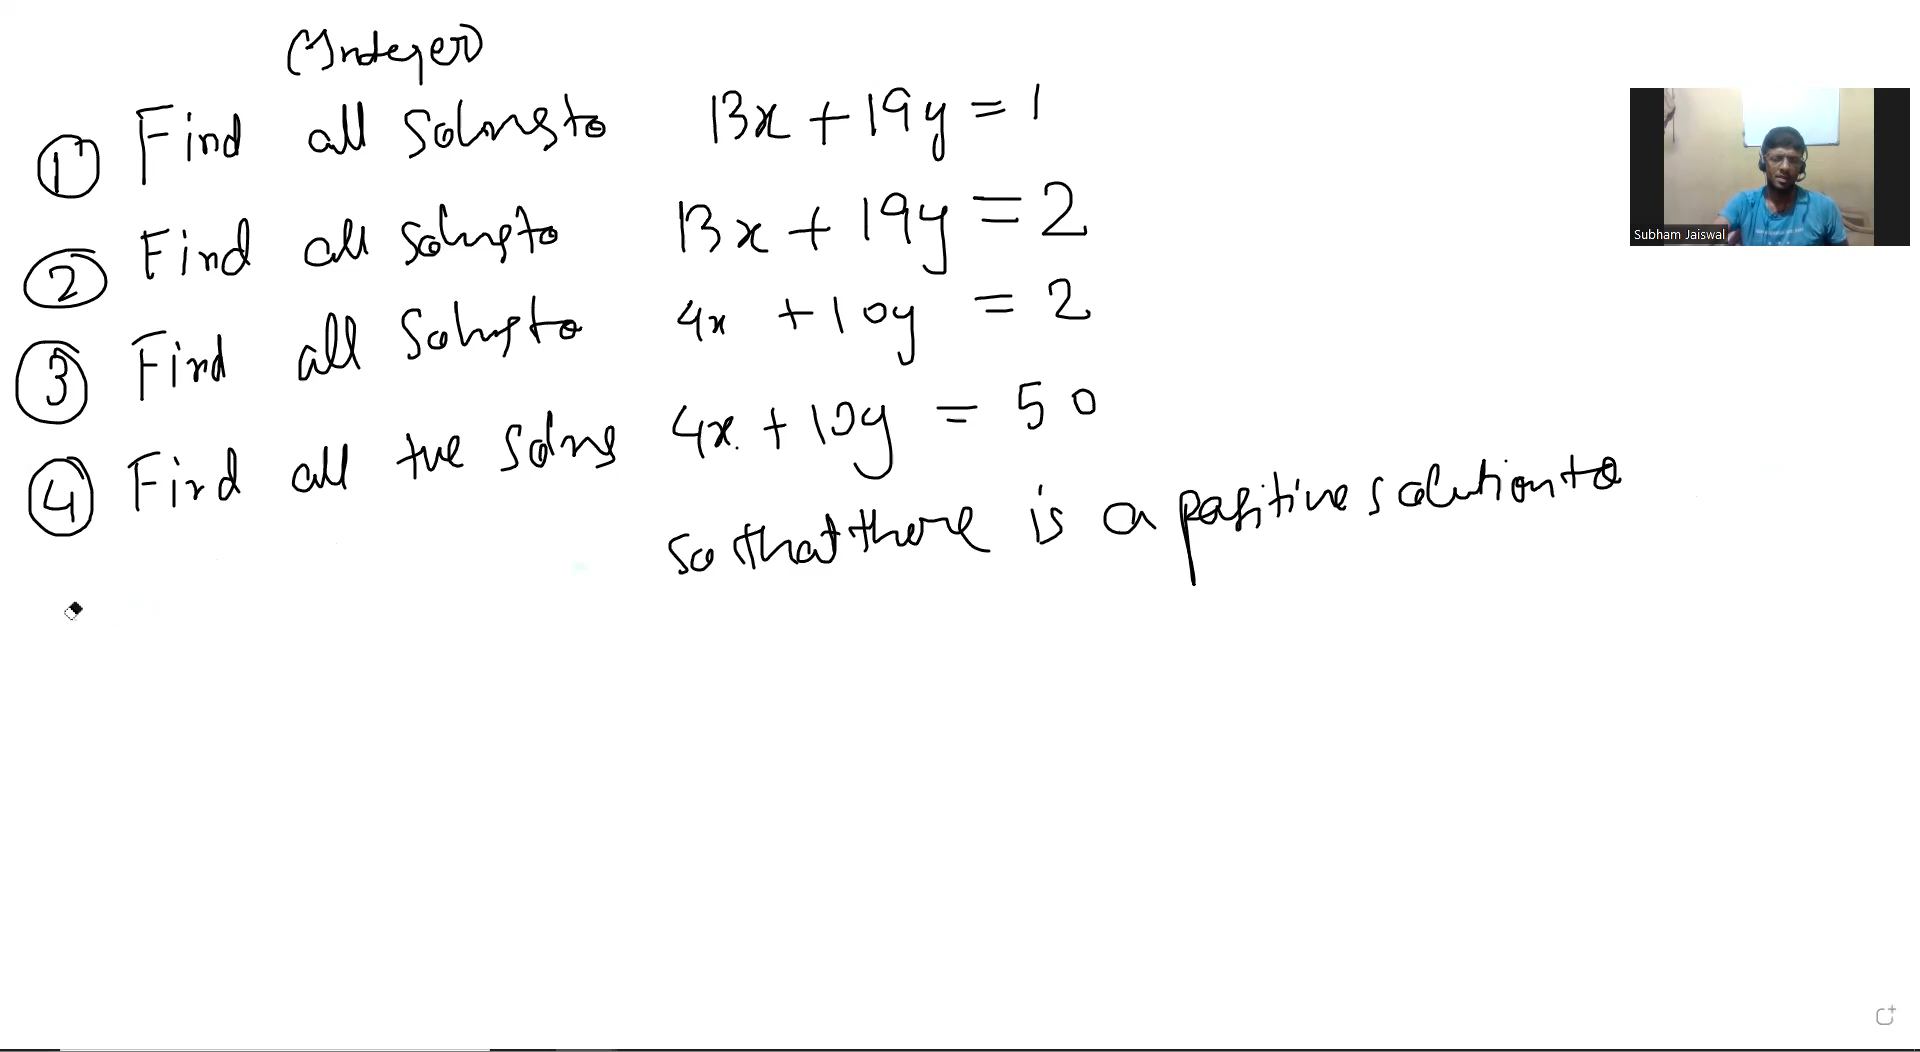 (Integer)
① Find all solns to 13x + 19y = 1
② Find all solns to 13x + 19y = 2
③ Find all solns to 4x + 10y = 2
④ Find all +ve solns 4x + 10y = 50
so that there is a positive solution to
Subham Jaiswal